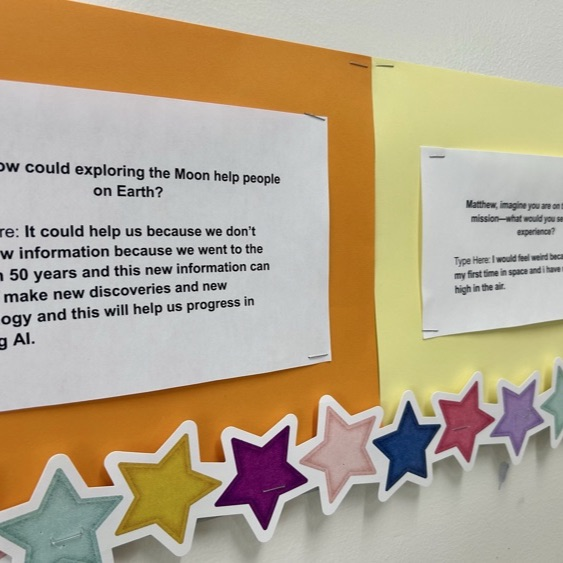 ow could exploring the Moon help people
on Earth?
re: It could help us because we don't
w information because we went to the
n 50 years and this new information can
make new discoveries and new
ogy and this will help us progress in
g AI.
Matthew, imagine you are on
mission—what would you se
experience?
Type Here: I would feel weird beca
my first time in space and i have
high in the air.